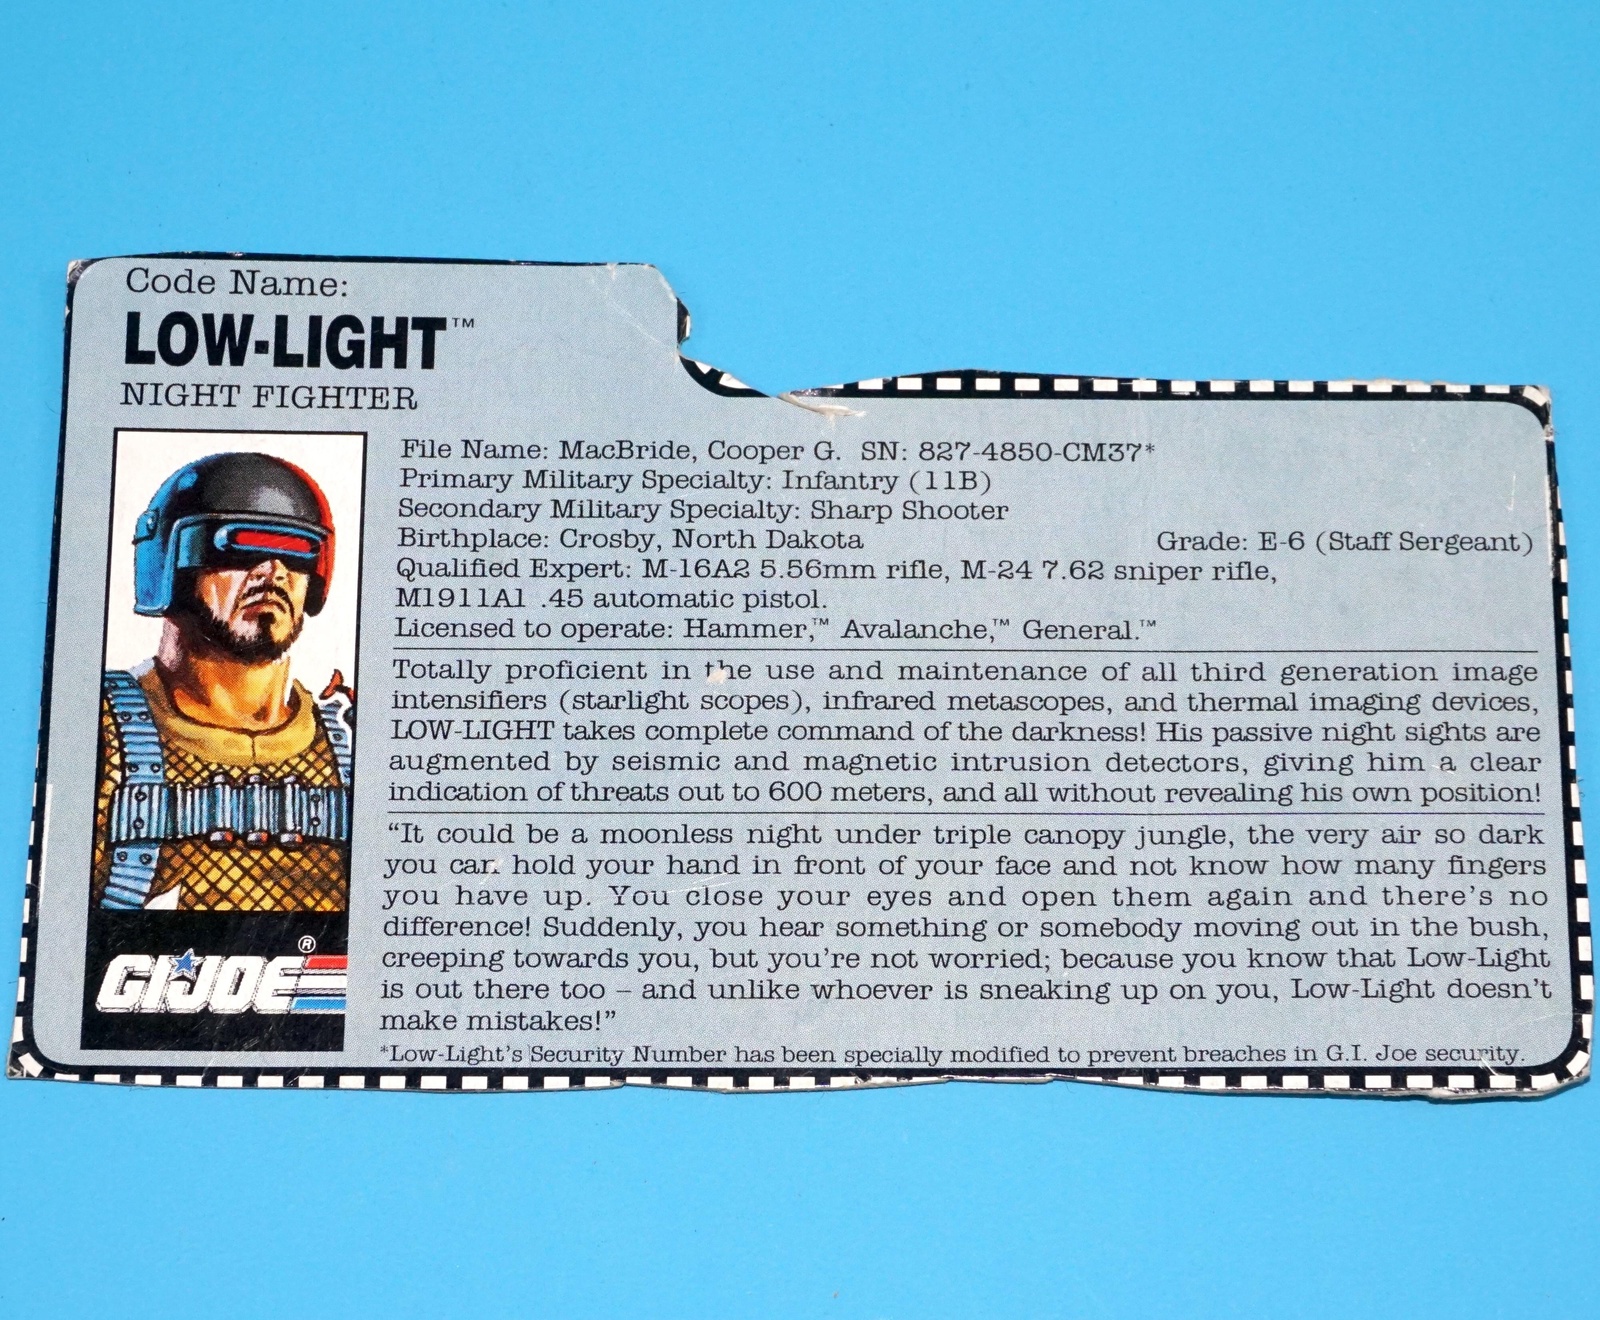 Code Name:
LOW-LIGHT™
NIGHT FIGHTER
File Name: MacBride, Cooper G. SN: 827-4850-CM37*
Primary Military Specialty: Infantry (11B)
Secondary Military Specialty: Sharp Shooter
Birthplace: Crosby, North Dakota Grade: E-6 (Staff Sergeant)
Qualified Expert: M-16A2 5.56mm rifle, M-24 7.62 sniper rifle,
M1911A1 .45 automatic pistol.
Licensed to operate: Hammer,™ Avalanche,™ General.™
Totally proficient in the use and maintenance of all third generation image
intensifiers (starlight scopes), infrared metascopes, and thermal imaging devices,
LOW-LIGHT takes complete command of the darkness! His passive night sights are
augmented by seismic and magnetic intrusion detectors, giving him a clear
indication of threats out to 600 meters, and all without revealing his own position!
“It could be a moonless night under triple canopy jungle, the very air so dark
you can hold your hand in front of your face and not know how many fingers
you have up. You close your eyes and open them again and there's no
difference! Suddenly, you hear something or somebody moving out in the bush,
creeping towards you, but you're not worried; because you know that Low-Light
is out there too – and unlike whoever is sneaking up on you, Low-Light doesn't
make mistakes!”
*Low-Light's Security Number has been specially modified to prevent breaches in G.I. Joe security.
GI JOE®